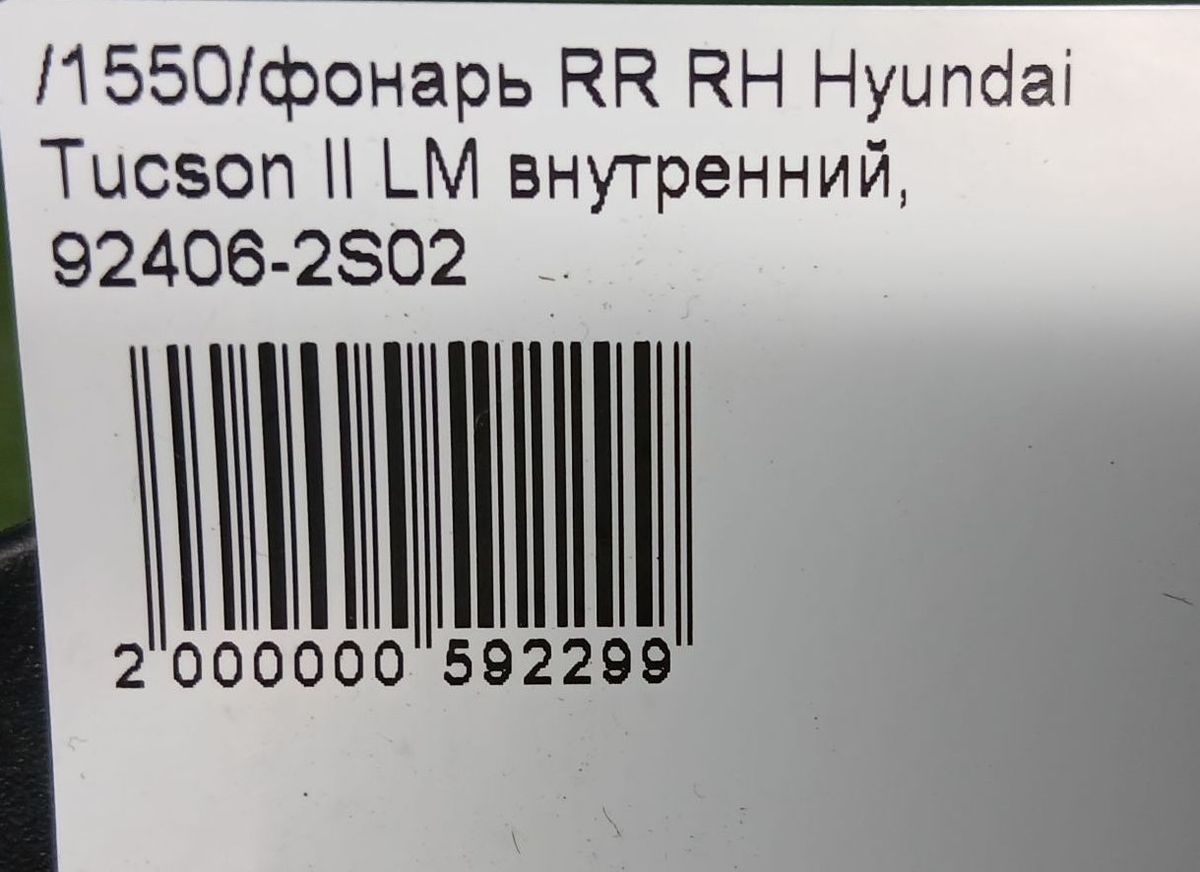 /1550/фонарь RR RH Hyundai
Tucson II LM внутренний,
92406-2S02
2 000000 592299